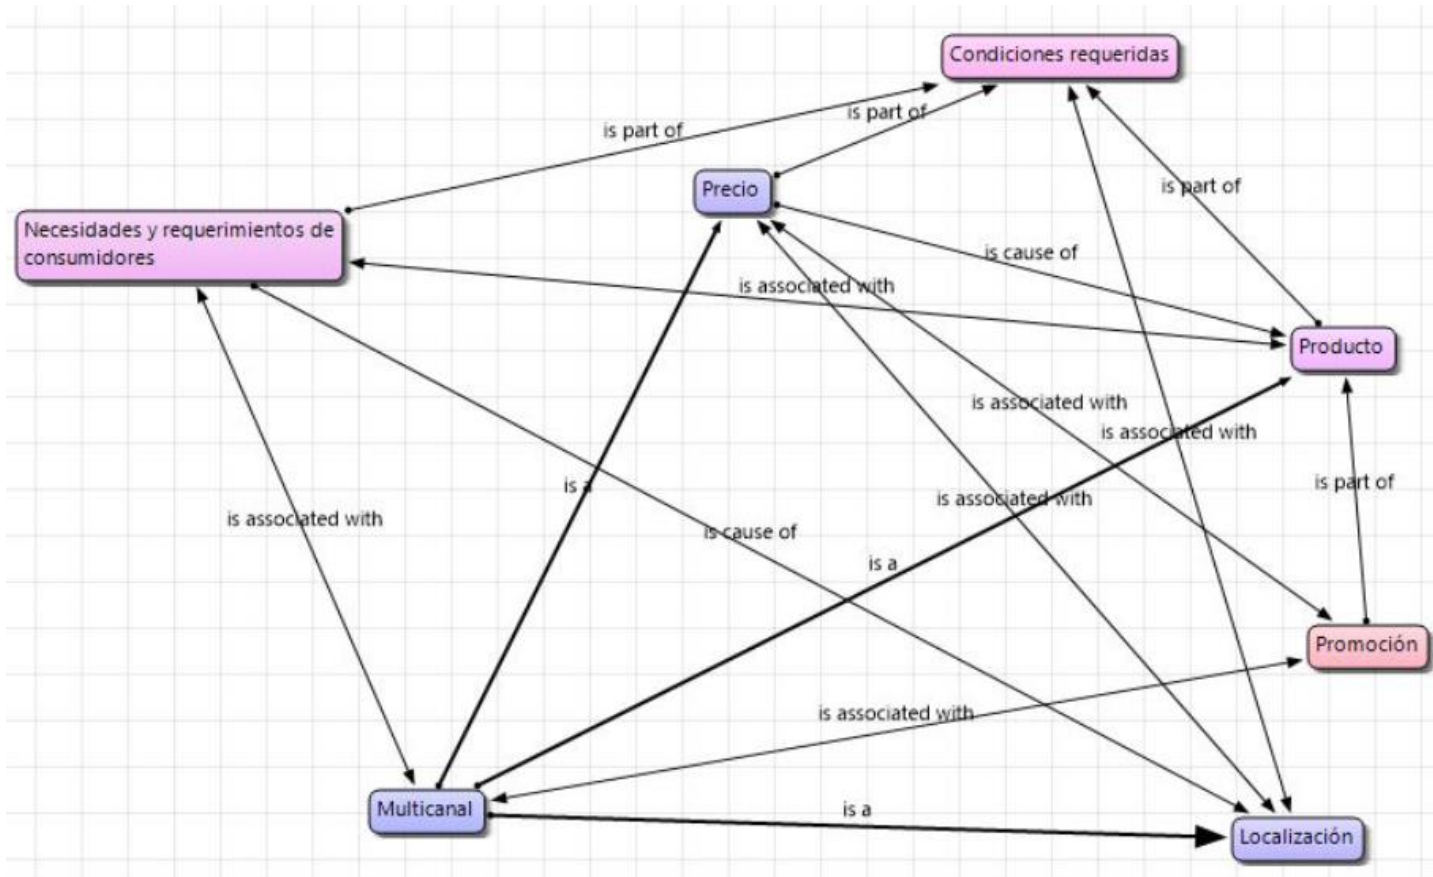 Condiciones requeridas
is part of
is part of
Precio
is part of
Necesidades y requerimientos de
consumidores
is cause of
is associated with
Producto
is associated with
is associated with
is part of
is a
is associated with
is associated with
is cause of
is a
Promoción
is associated with
Multicanal
is a
Localización